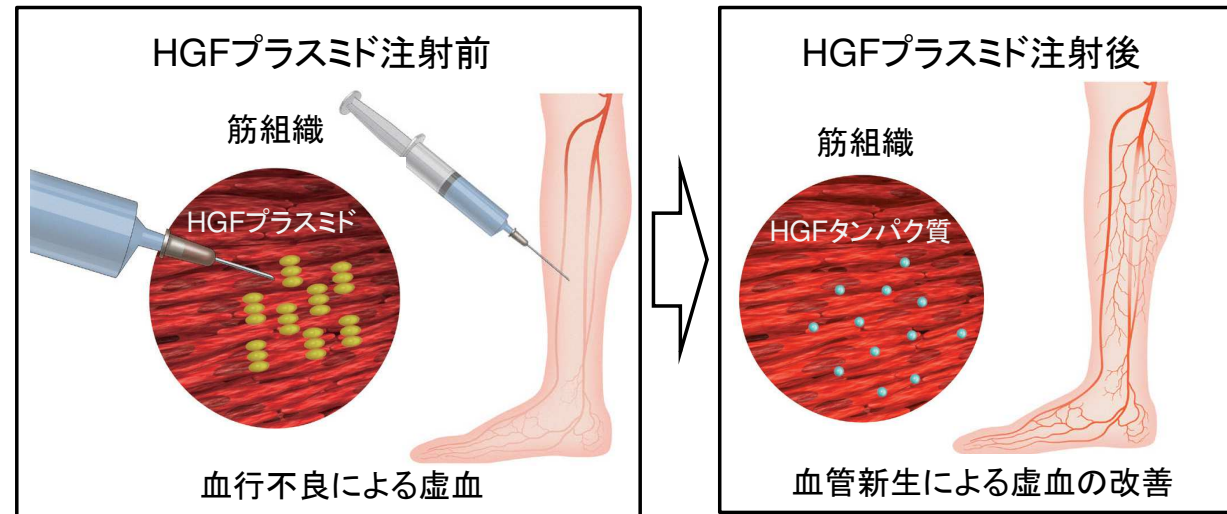 HGFプラスミド注射前
筋組織
HGFプラスミド
血行不良による虚血
HGFプラスミド注射後
筋組織
HGFタンパク質
血管新生による虚血の改善